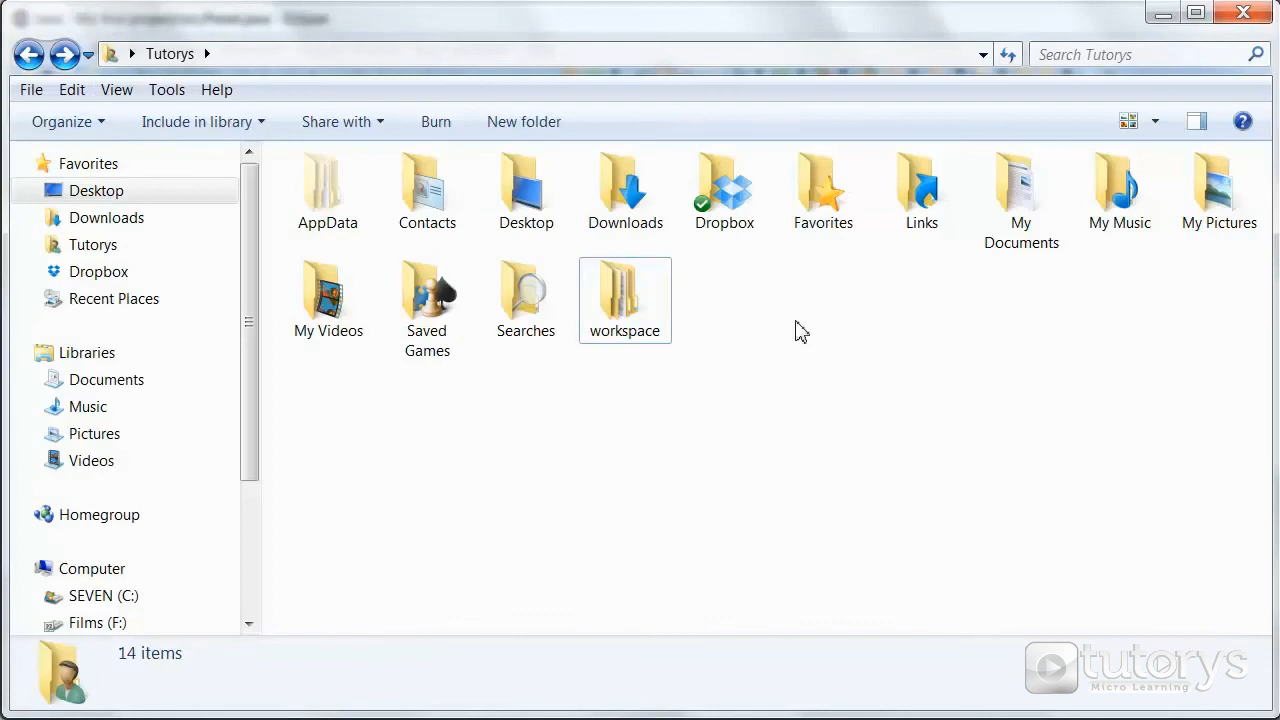 Tutorys
Search Tutorys
File Edit View Tools Help
Organize Include in library Share with Burn New folder
Favorites
Desktop
Downloads
Tutorys
Dropbox
Recent Places
Libraries
Documents
Music
Pictures
Videos
Homegroup
Computer
SEVEN (C:)
Films (F:)
AppData
Contacts
Desktop
Downloads
Dropbox
Favorites
Links
My
Documents
My Music
My Pictures
My Videos
Saved
Games
Searches
workspace
14 items
tutorys
Micro Learning